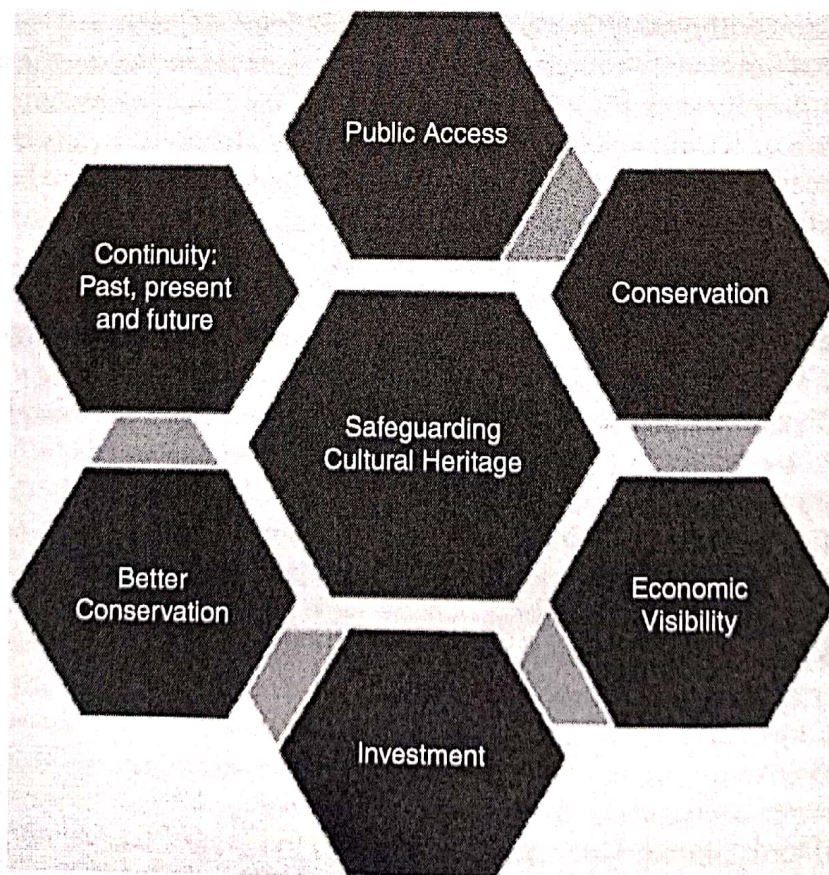 Public Access
Conservation
Economic
Visibility
Investment
Better
Conservation
Continuity:
Past, present
and future
Safeguarding
Cultural Heritage